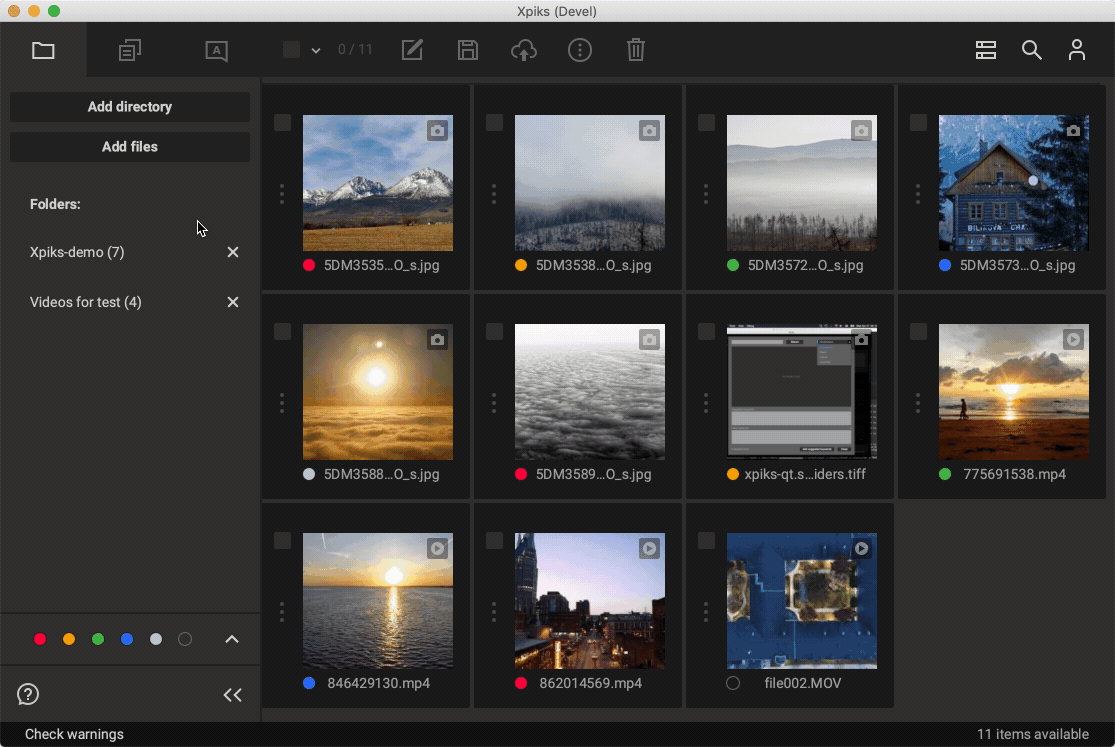 Xpiks (Devel)
A
0 / 11
Add directory
Add files
Folders:
Xpiks-demo (7)
Videos for test (4)
5DM3535...O_s.jpg
5DM3538...O_s.jpg
5DM3572...O_s.jpg
BILIKOVA CHATA
5DM3573...O_s.jpg
5DM3588...O_s.jpg
5DM3589...O_s.jpg
xpiks-qt.s...iders.tiff
775691538.mp4
846429130.mp4
862014569.mp4
file002.MOV
?
Check warnings
11 items available